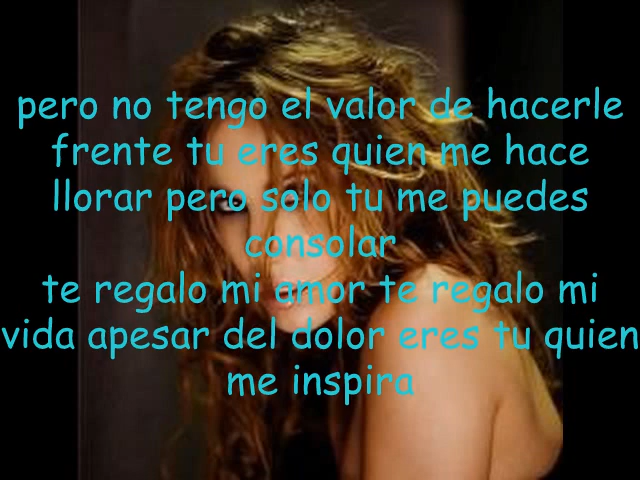 pero no tengo el valor de hacerle
frente tu eres quien me hace
llorar pero solo tu me puedes
consolar
te regalo mi amor te regalo mi
vida apesar del dolor eres tu quien
me inspira